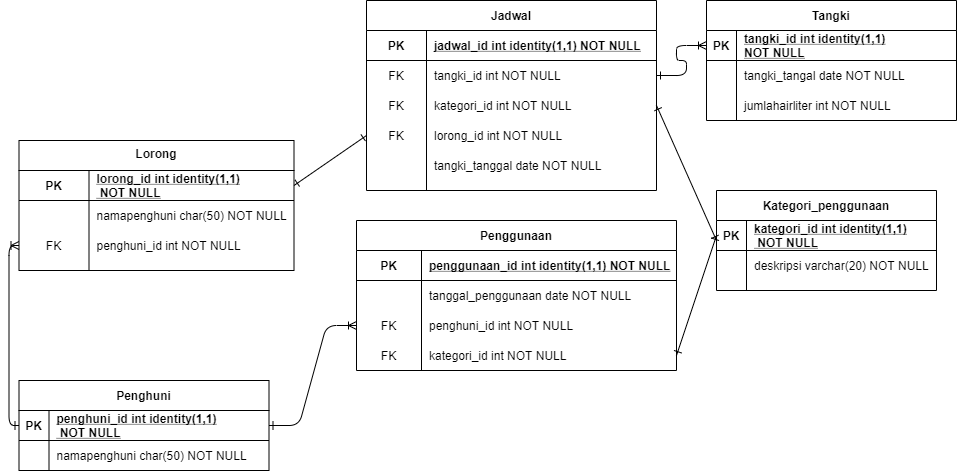 Jadwal
PK jadwal_id int identity(1,1) NOT NULL
FK tangki_id int NOT NULL
FK kategori_id int NOT NULL
FK lorong_id int NOT NULL
tangki_tanggal date NOT NULL
Tangki
PK tangki_id int identity(1,1)
NOT NULL
tangki_tangal date NOT NULL
jumlahairliter int NOT NULL
Lorong
PK lorong_id int identity(1,1)
NOT NULL
namapenghuni char(50) NOT NULL
FK penghuni_id int NOT NULL
Penggunaan
PK penggunaan_id int identity(1,1) NOT NULL
tanggal_penggunaan date NOT NULL
FK penghuni_id int NOT NULL
FK kategori_id int NOT NULL
Kategori_penggunaan
PK kategori_id int identity(1,1)
NOT NULL
deskripsi varchar(20) NOT NULL
Penghuni
PK penghuni_id int identity(1,1)
NOT NULL
namapenghuni char(50) NOT NULL